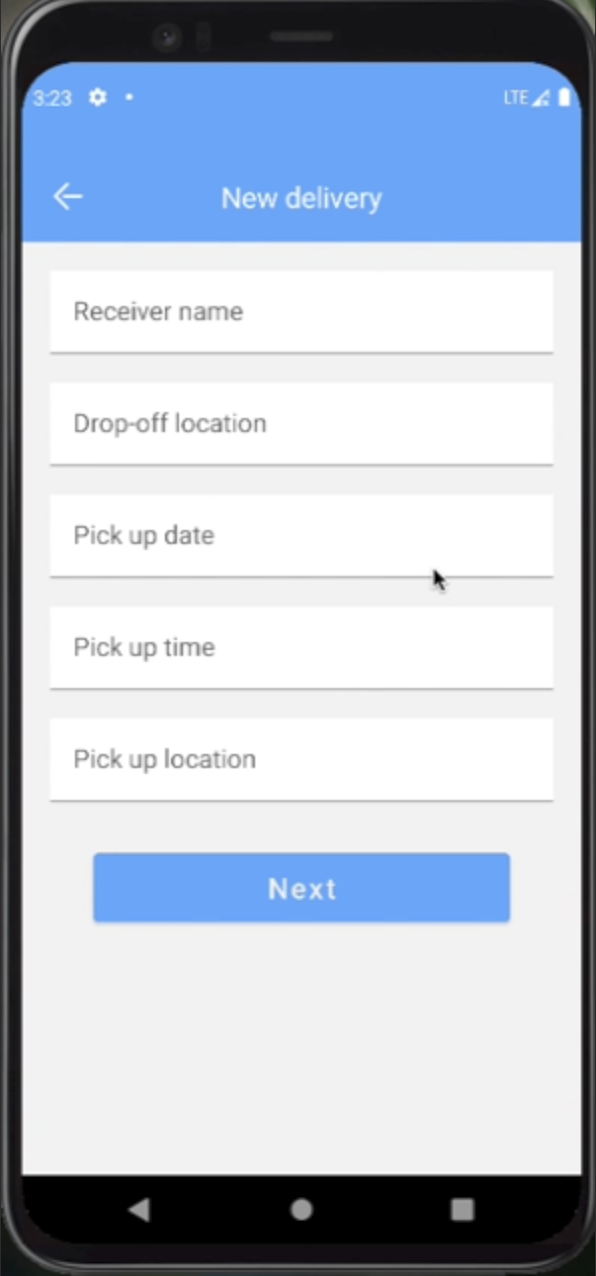 3:23 LTE
New delivery
Receiver name
Drop-off location
Pick up date
Pick up time
Pick up location
Next